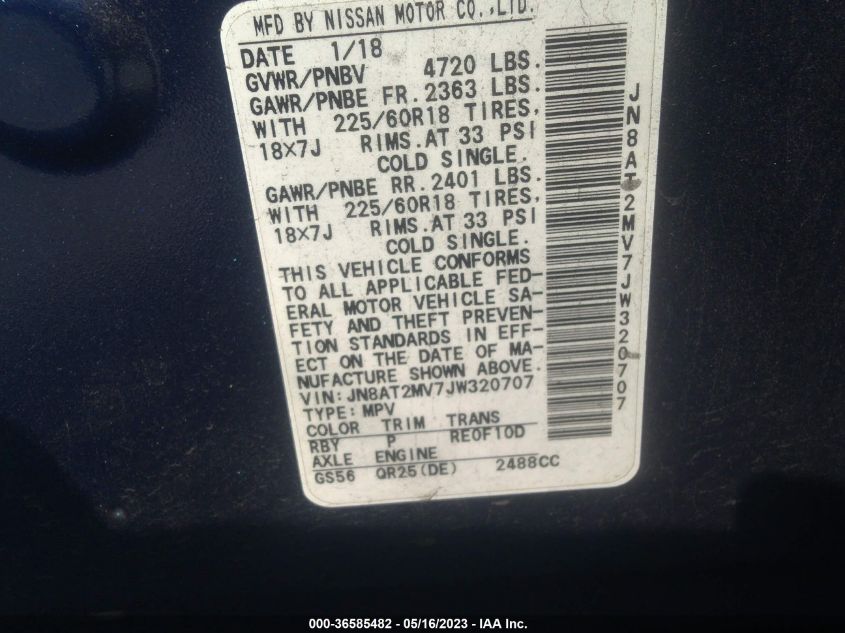 MFD BY NISSAN MOTOR CO.,LTD.
DATE 1/18
GVWR/PNBV 4720 LBS.
GAWR/PNBE FR. 2363 LBS.
WITH 225/60R18 TIRES,
18×7J RIMS.AT 33 PSI
COLD SINGLE.
GAWR/PNBE RR. 2401 LBS.
WITH 225/60R18 TIRES,
18×7J RIMS.AT 33 PSI
COLD SINGLE.
THIS VEHICLE CONFORMS
TO ALL APPLICABLE FED-
ERAL MOTOR VEHICLE SA-
FETY AND THEFT PREVEN-
TION STANDARDS IN EFF-
ECT ON THE DATE OF MA-
NUFACTURE SHOWN ABOVE.
VIN:JN8AT2MV7JW320707
TYPE:MPV
COLOR TRIM TRANS
RBY P RE0F10D
AXLE ENGINE
GS56 QR25(DE) 2488CC
JN8AT2MV7JW320707
000-36585482 - 05/16/2023 - IAA Inc.